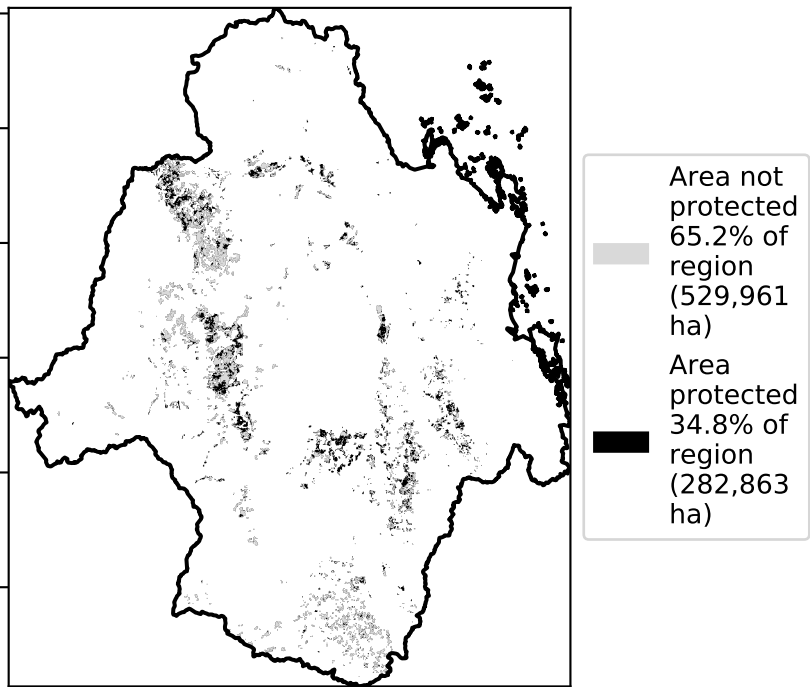 Area not
protected
65.2% of
region
(529,961
ha)
Area
protected
34.8% of
region
(282,863
ha)